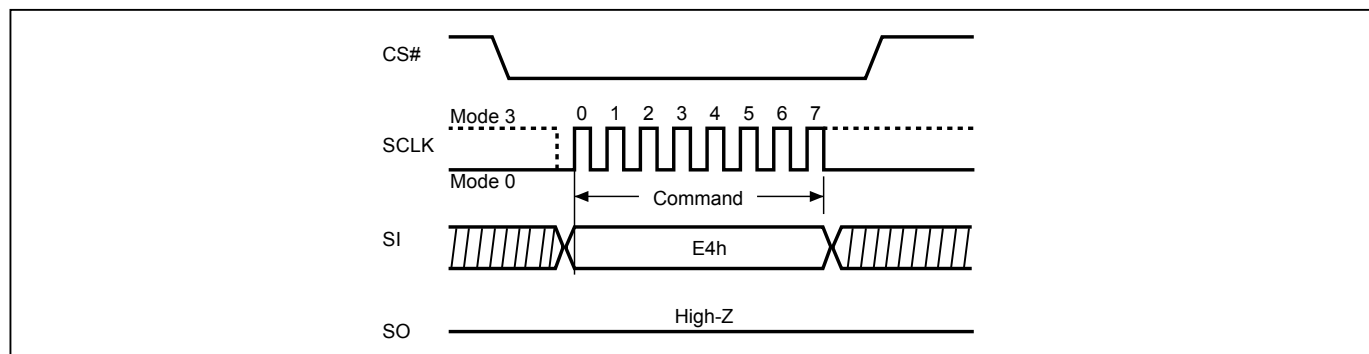 CS#
Mode 3
0 1 2 3 4 5 6 7
SCLK
Mode 0
Command
SI
E4h
High-Z
SO